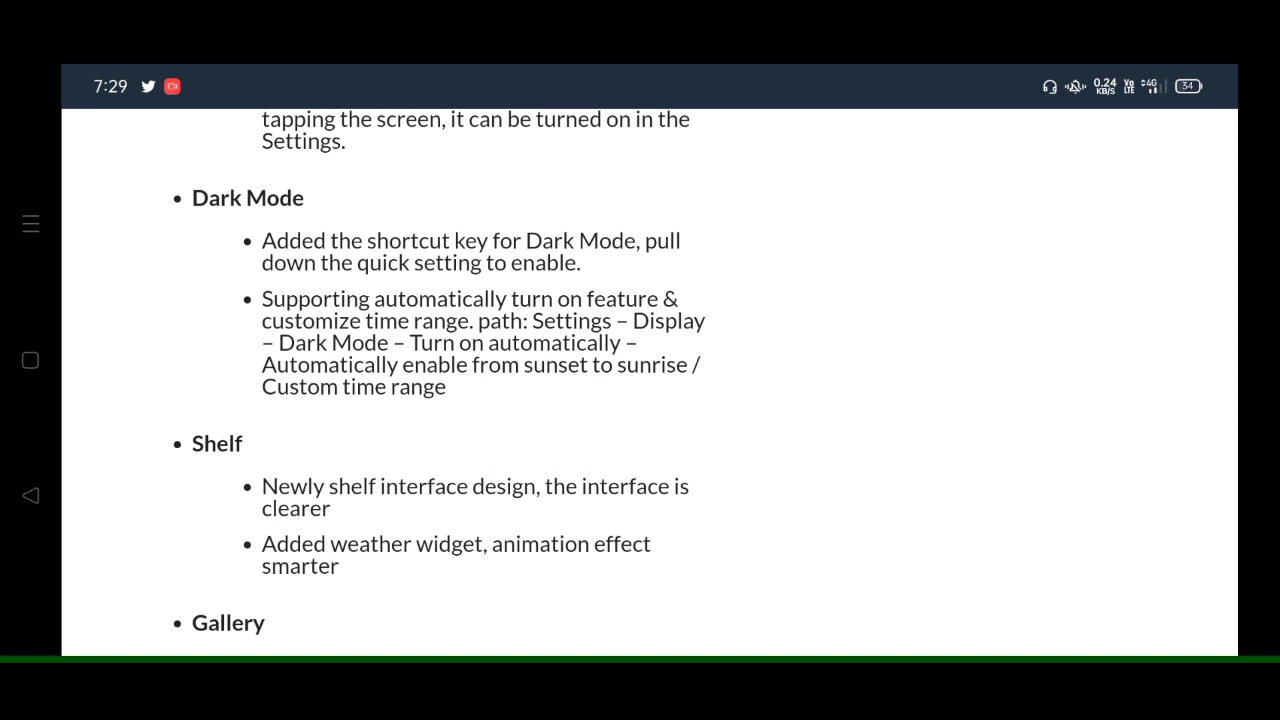 7:29 0.24 KB/S Vo LTE 4G 34
tapping the screen, it can be turned on in the
Settings.
• Dark Mode
• Added the shortcut key for Dark Mode, pull
down the quick setting to enable.
• Supporting automatically turn on feature &
customize time range. path: Settings – Display
– Dark Mode – Turn on automatically –
Automatically enable from sunset to sunrise /
Custom time range
• Shelf
• Newly shelf interface design, the interface is
clearer
• Added weather widget, animation effect
smarter
• Gallery